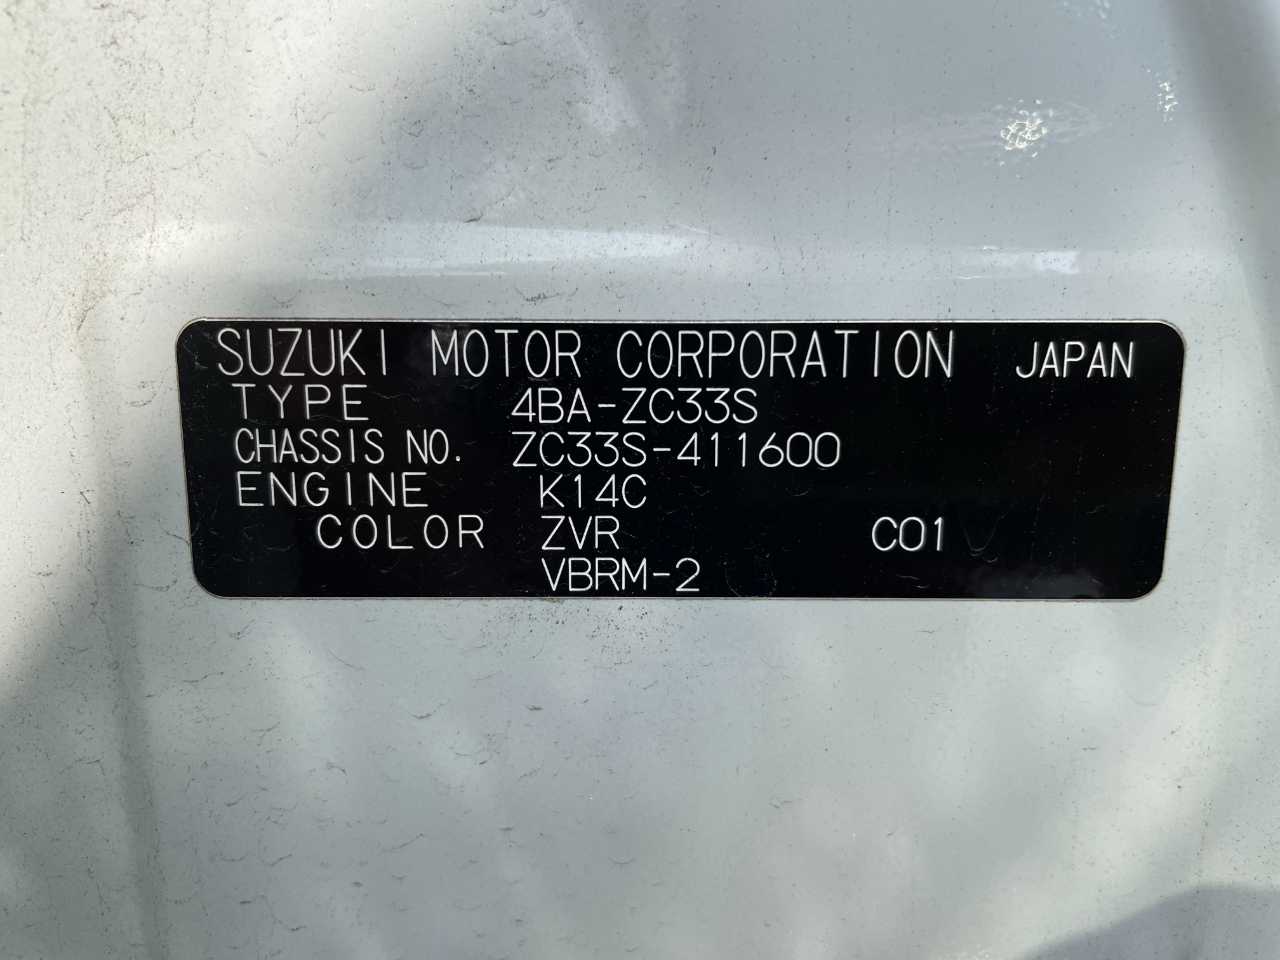 SUZUKI MOTOR CORPORATION JAPAN
TYPE 4BA-ZC33S
CHASSIS NO. ZC33S-411600
ENGINE K14C
COLOR ZVR C01
VBRM-2